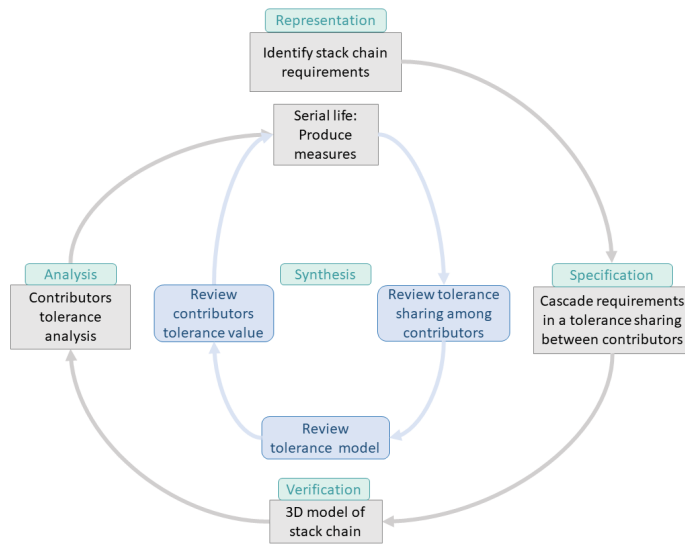 Representation
Identify stack chain
requirements
Serial life:
Produce
measures
Analysis
Contributors
tolerance
analysis
Review
contributors
tolerance value
Synthesis
Review tolerance
sharing among
contributors
Specification
Cascade requirements
in a tolerance sharing
between contributors
Review
tolerance model
Verification
3D model of
stack chain